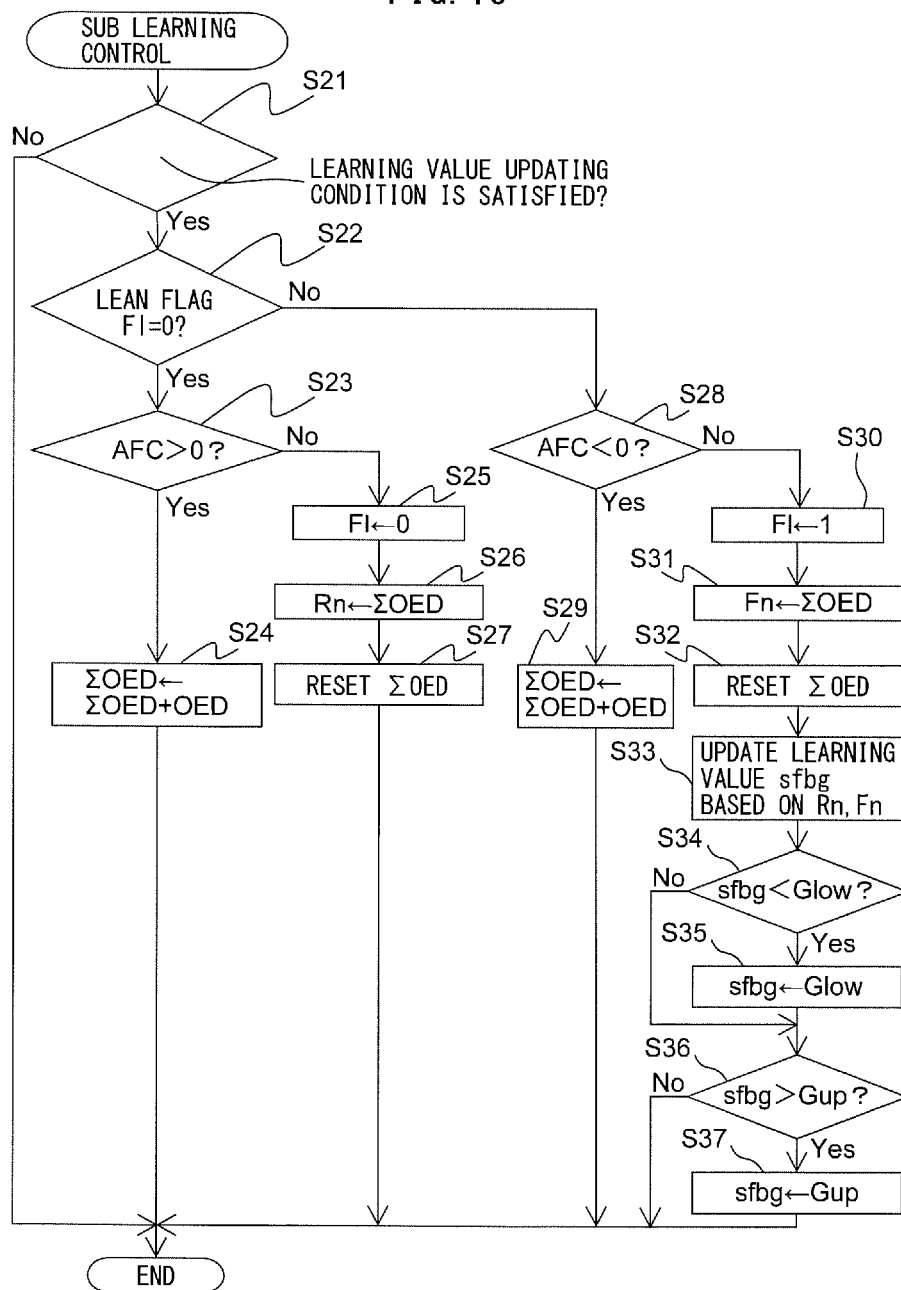 SUB LEARNING
CONTROL
S21
No
LEARNING VALUE UPDATING
CONDITION IS SATISFIED?
Yes
S22
LEAN FLAG
Fl=0?
No
Yes
S23
AFC>0?
No
Yes
S28
AFC<0?
No
Yes
S25
Fl←0
S30
Fl←1
S26
Rn←ΣOED
S31
Fn←ΣOED
S24
ΣOED←
ΣOED+OED
S27
RESET ΣOED
S29
ΣOED←
ΣOED+OED
S32
RESET ΣOED
S33
UPDATE LEARNING
VALUE sfbg
BASED ON Rn, Fn
S34
sfbg<Glow?
No
Yes
S35
sfbg←Glow
S36
sfbg>Gup?
No
Yes
S37
sfbg←Gup
END